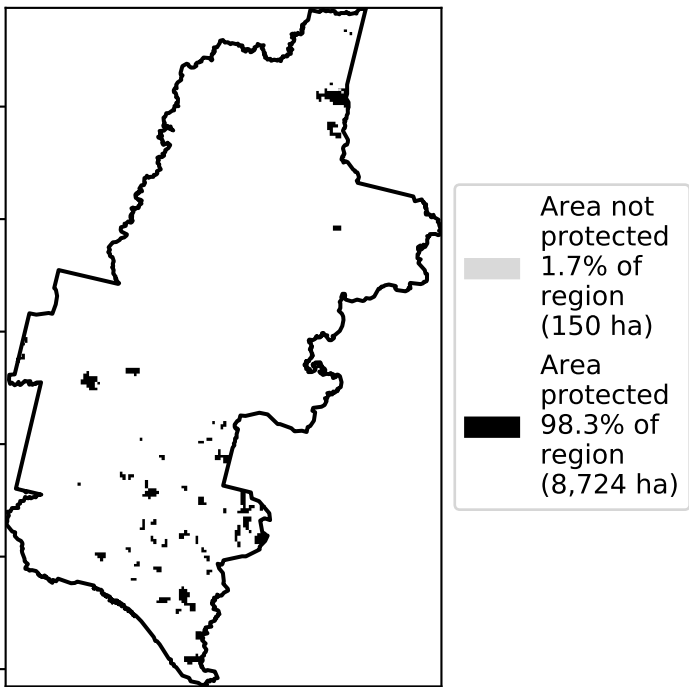 Area not
protected
1.7% of
region
(150 ha)
Area
protected
98.3% of
region
(8,724 ha)